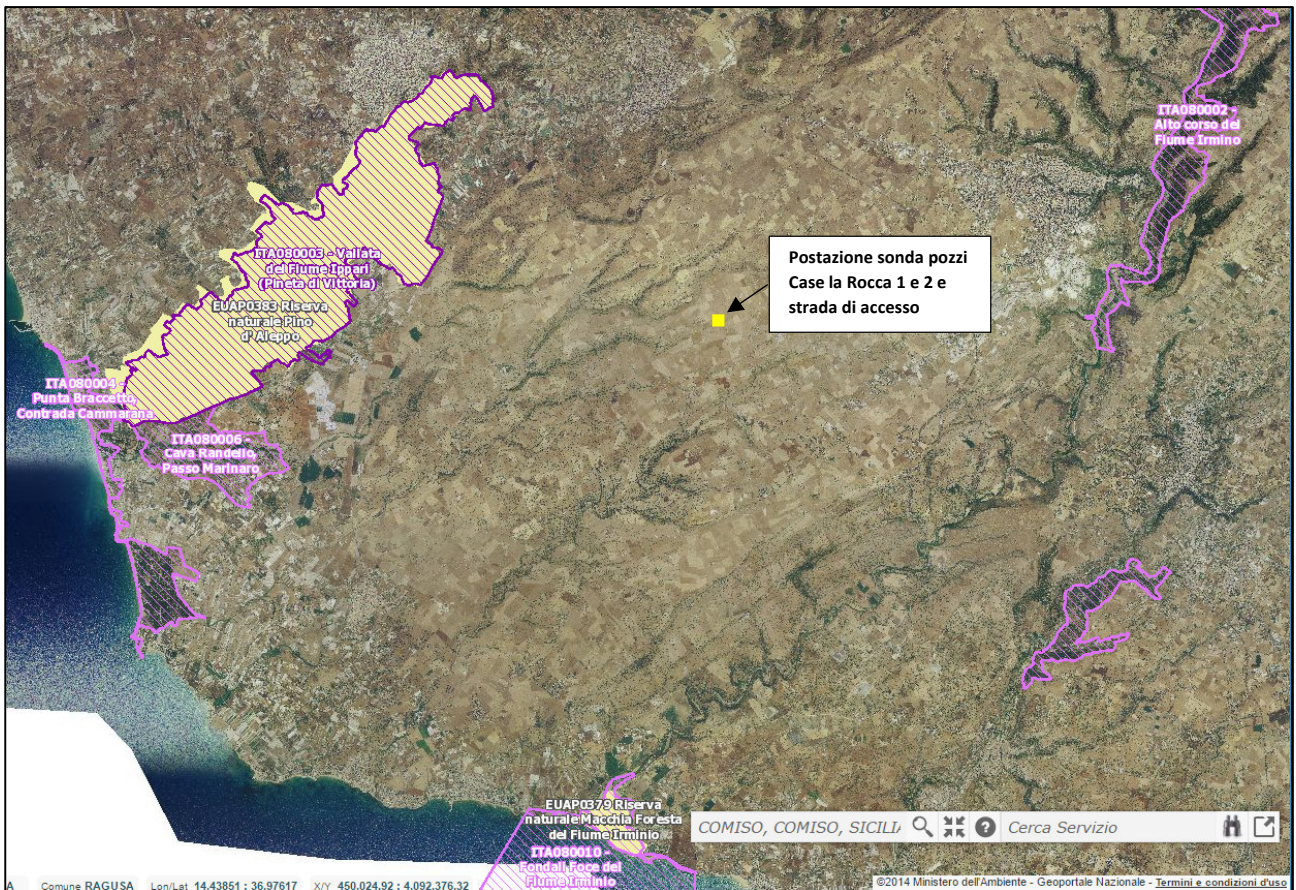 ITA080002 -
Alto corso del
Fiume Irmino
Postazione sonda pozzi
Case la Rocca 1 e 2 e
strada di accesso
ITA080003 - Vallata
del Fiume Ippari
(Pineta di Vittoria)
EUAP0383 Riserva
naturale Pino
d'Aleppo
ITA080004 -
Punta Braccetto,
Contrada Cammarana
ITA080006 -
Cava Randello,
Passo Marinaro
EUAP0379 Riserva
naturale Macchia Foresta
del Fiume Irminio
ITA080010 -
Fondali Foce del
Fiume Irminio
COMISO, COMISO, SICILI
Cerca Servizio
A Comune RAGUSA Lon/Lat 14.43851 : 36.97617 X/Y 450.024,92 : 4.092.376,32
©2014 Ministero dell'Ambiente - Geoportale Nazionale - Termini e condizioni d'uso